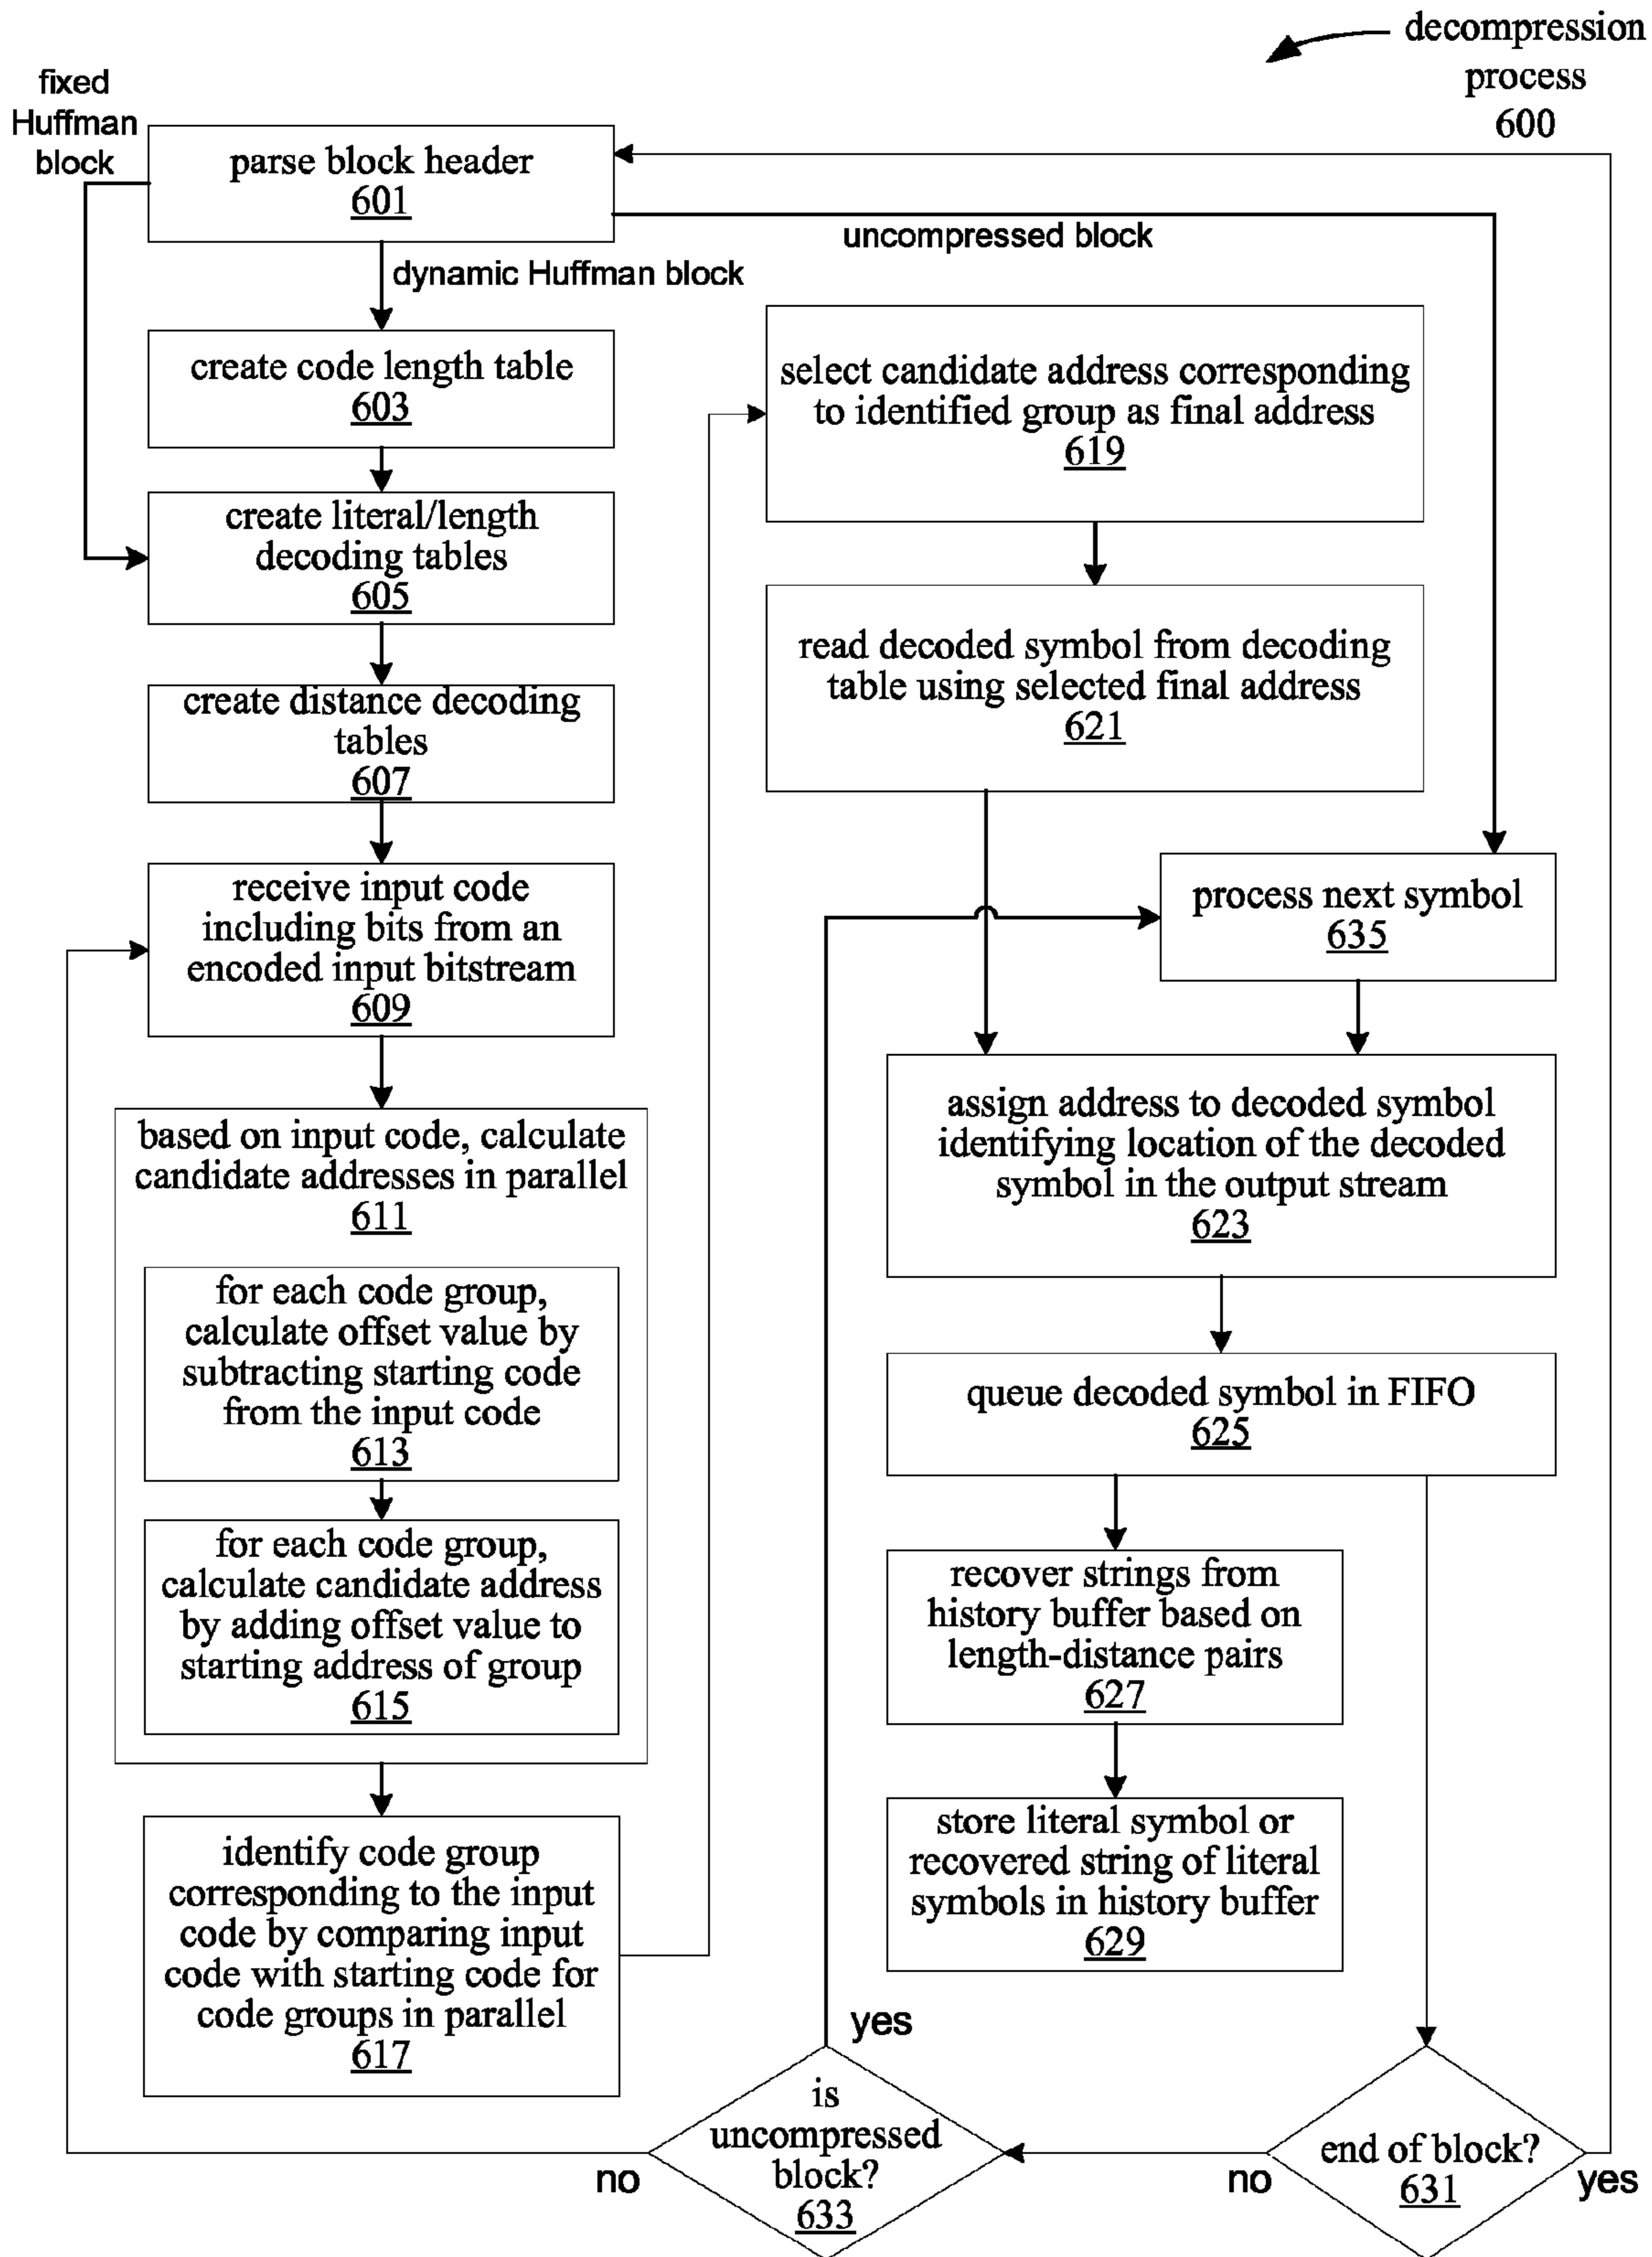 decompression
process
600
fixed
Huffman
block
parse block header
601
uncompressed block
dynamic Huffman block
create code length table
603
create literal/length
decoding tables
605
create distance decoding
tables
607
receive input code
including bits from an
encoded input bitstream
609
based on input code, calculate
candidate addresses in parallel
611
for each code group,
calculate offset value by
subtracting starting code
from the input code
613
for each code group,
calculate candidate address
by adding offset value to
starting address of group
615
identify code group
corresponding to the input
code by comparing input
code with starting code for
code groups in parallel
617
select candidate address corresponding
to identified group as final address
619
read decoded symbol from decoding
table using selected final address
621
process next symbol
635
assign address to decoded symbol
identifying location of the decoded
symbol in the output stream
623
queue decoded symbol in FIFO
625
recover strings from
history buffer based on
length-distance pairs
627
store literal symbol or
recovered string of literal
symbols in history buffer
629
yes
is
uncompressed
block?
633
no
end of block?
631
no
yes